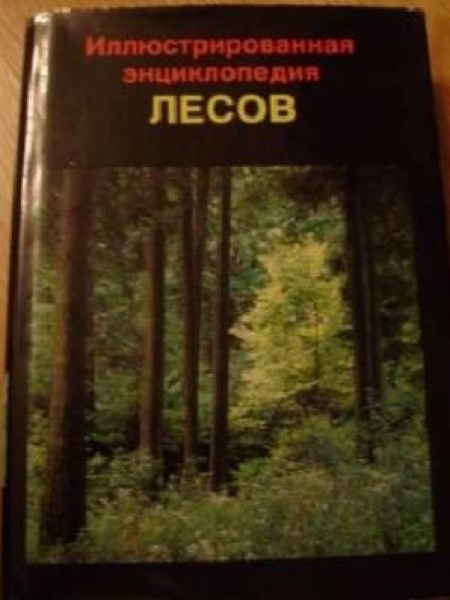 Иллюстрированная
энциклопедия
ЛЕСОВ